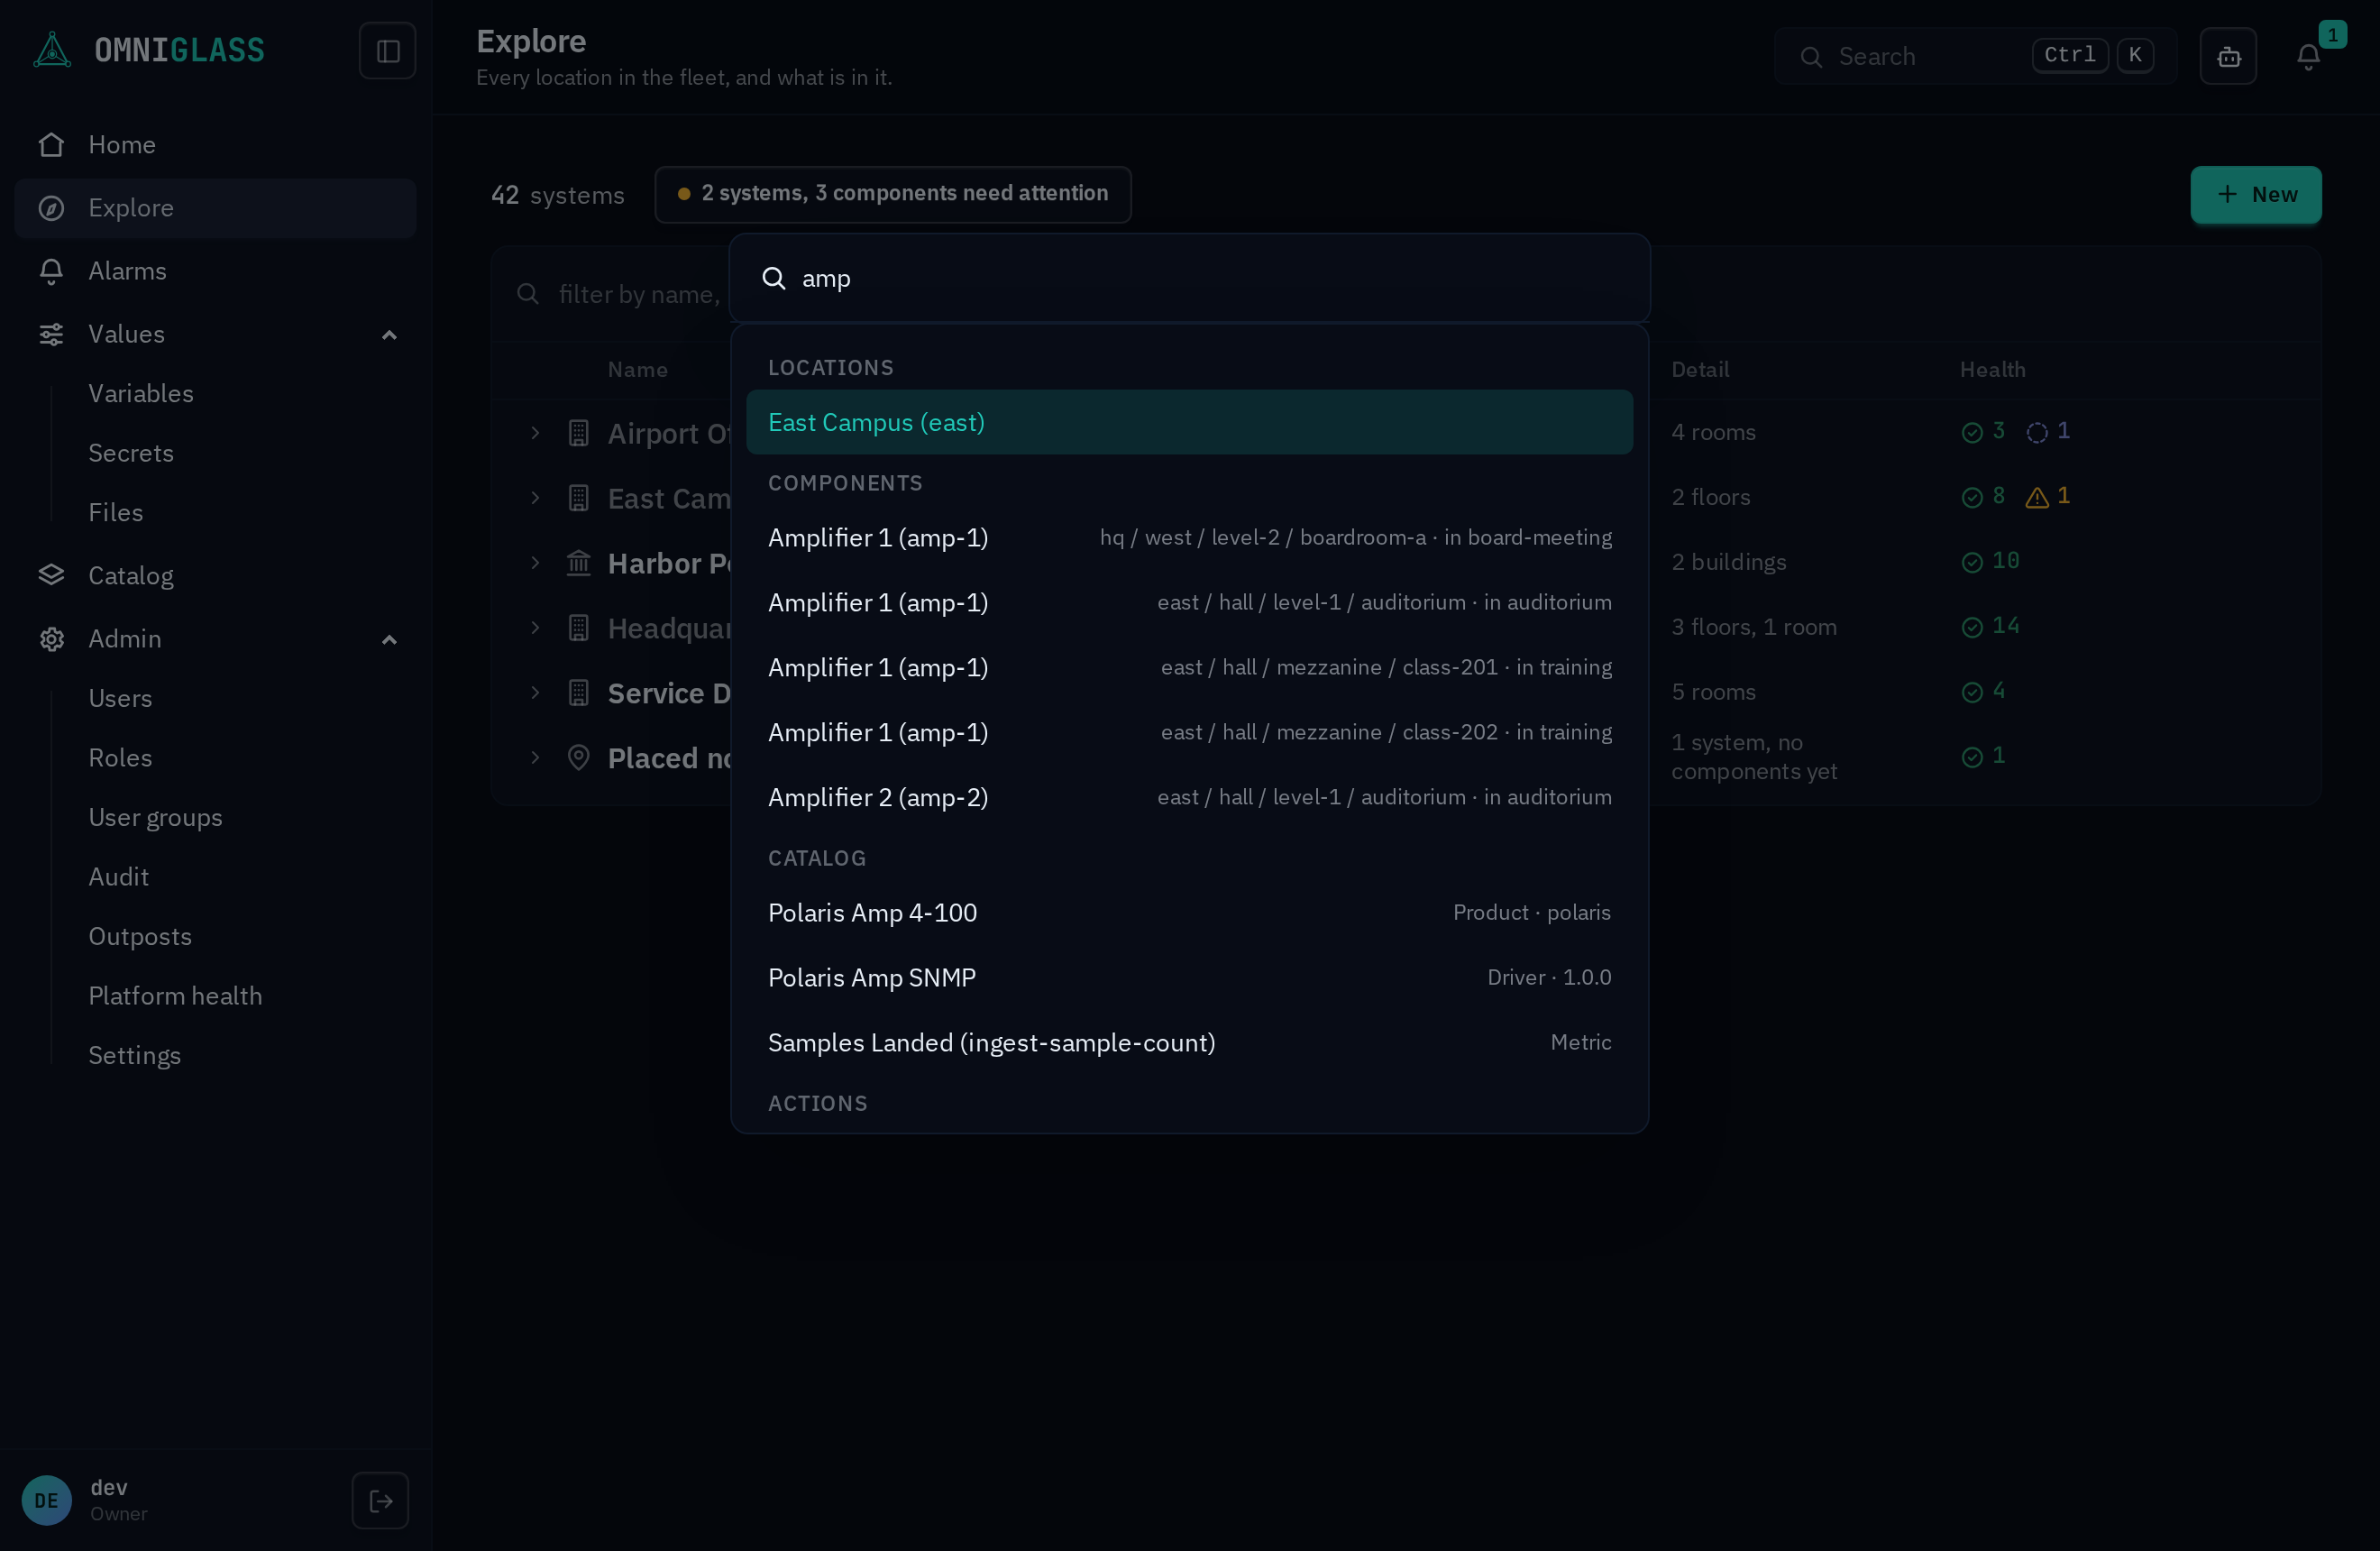 OMNIGLASS
Home
Explore
Alarms
Values
Variables
Secrets
Files
Catalog
Admin
Users
Roles
User groups
Audit
Outposts
Platform health
Settings
DE
dev
Owner
Explore
Every location in the fleet, and what is in it.
Search Ctrl K
1
42 systems
2 systems, 3 components need attention
New
filter by name,
Name Detail Health
Airport 4 rooms 3 1
East Cam 2 floors 8 1
Harbor 2 buildings 10
Headquar 3 floors, 1 room 14
Service 5 rooms 4
Placed 1 system, no
components yet 1
amp
LOCATIONS
East Campus (east)
COMPONENTS
Amplifier 1 (amp-1) hq / west / level-2 / boardroom-a · in board-meeting
Amplifier 1 (amp-1) east / hall / level-1 / auditorium · in auditorium
Amplifier 1 (amp-1) east / hall / mezzanine / class-201 · in training
Amplifier 1 (amp-1) east / hall / mezzanine / class-202 · in training
Amplifier 2 (amp-2) east / hall / level-1 / auditorium · in auditorium
CATALOG
Polaris Amp 4-100 Product · polaris
Polaris Amp SNMP Driver · 1.0.0
Samples Landed (ingest-sample-count) Metric
ACTIONS